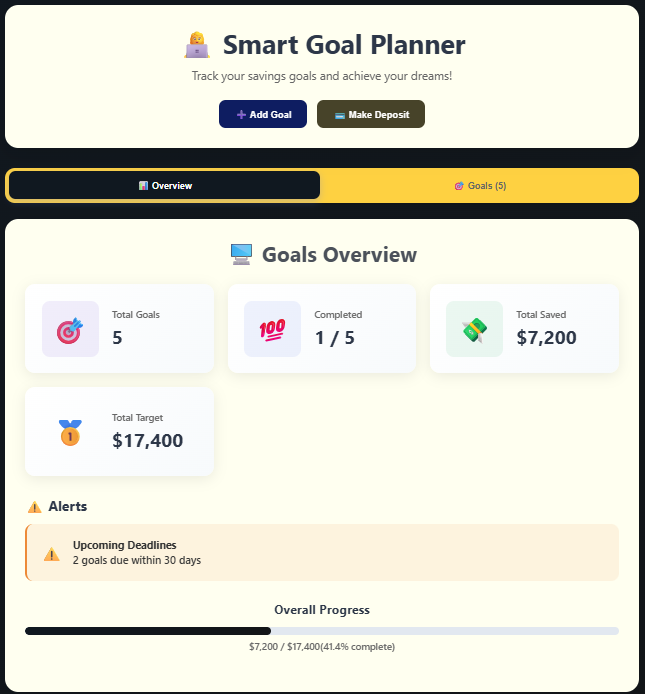 Smart Goal Planner
Track your savings goals and achieve your dreams!
Add Goal
Make Deposit
Overview
Goals (5)
Goals Overview
Total Goals
5
100
Completed
1 / 5
Total Saved
$7,200
1
Total Target
$17,400
Alerts
Upcoming Deadlines
2 goals due within 30 days
Overall Progress
$7,200 / $17,400(41.4% complete)